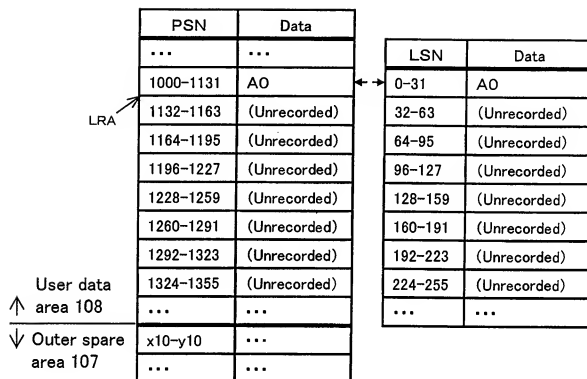 PSN Data
... ...
1000-1131 A0
LRA
1132-1163 (Unrecorded)
1164-1195 (Unrecorded)
1196-1227 (Unrecorded)
1228-1259 (Unrecorded)
1260-1291 (Unrecorded)
1292-1323 (Unrecorded)
1324-1355 (Unrecorded)
... ...
User data
area 108
Outer spare
area 107
x10-y10 ...
... ...
LSN Data
0-31 A0
32-63 (Unrecorded)
64-95 (Unrecorded)
96-127 (Unrecorded)
128-159 (Unrecorded)
160-191 (Unrecorded)
192-223 (Unrecorded)
224-255 (Unrecorded)
... ...